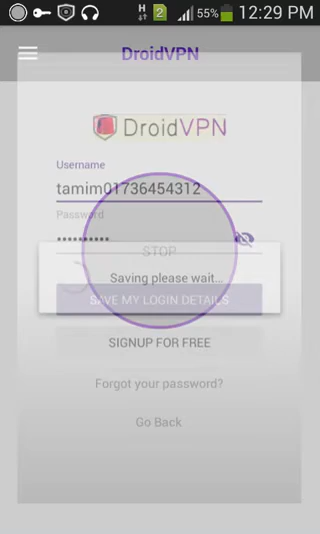 H 2 55% 12:29 PM
DroidVPN
DroidVPN
Username
tamim01736454312
Password
••••••••••
STOP
Saving please wait...
SAVE MY LOGIN DETAILS
SIGNUP FOR FREE
Forgot your password?
Go Back